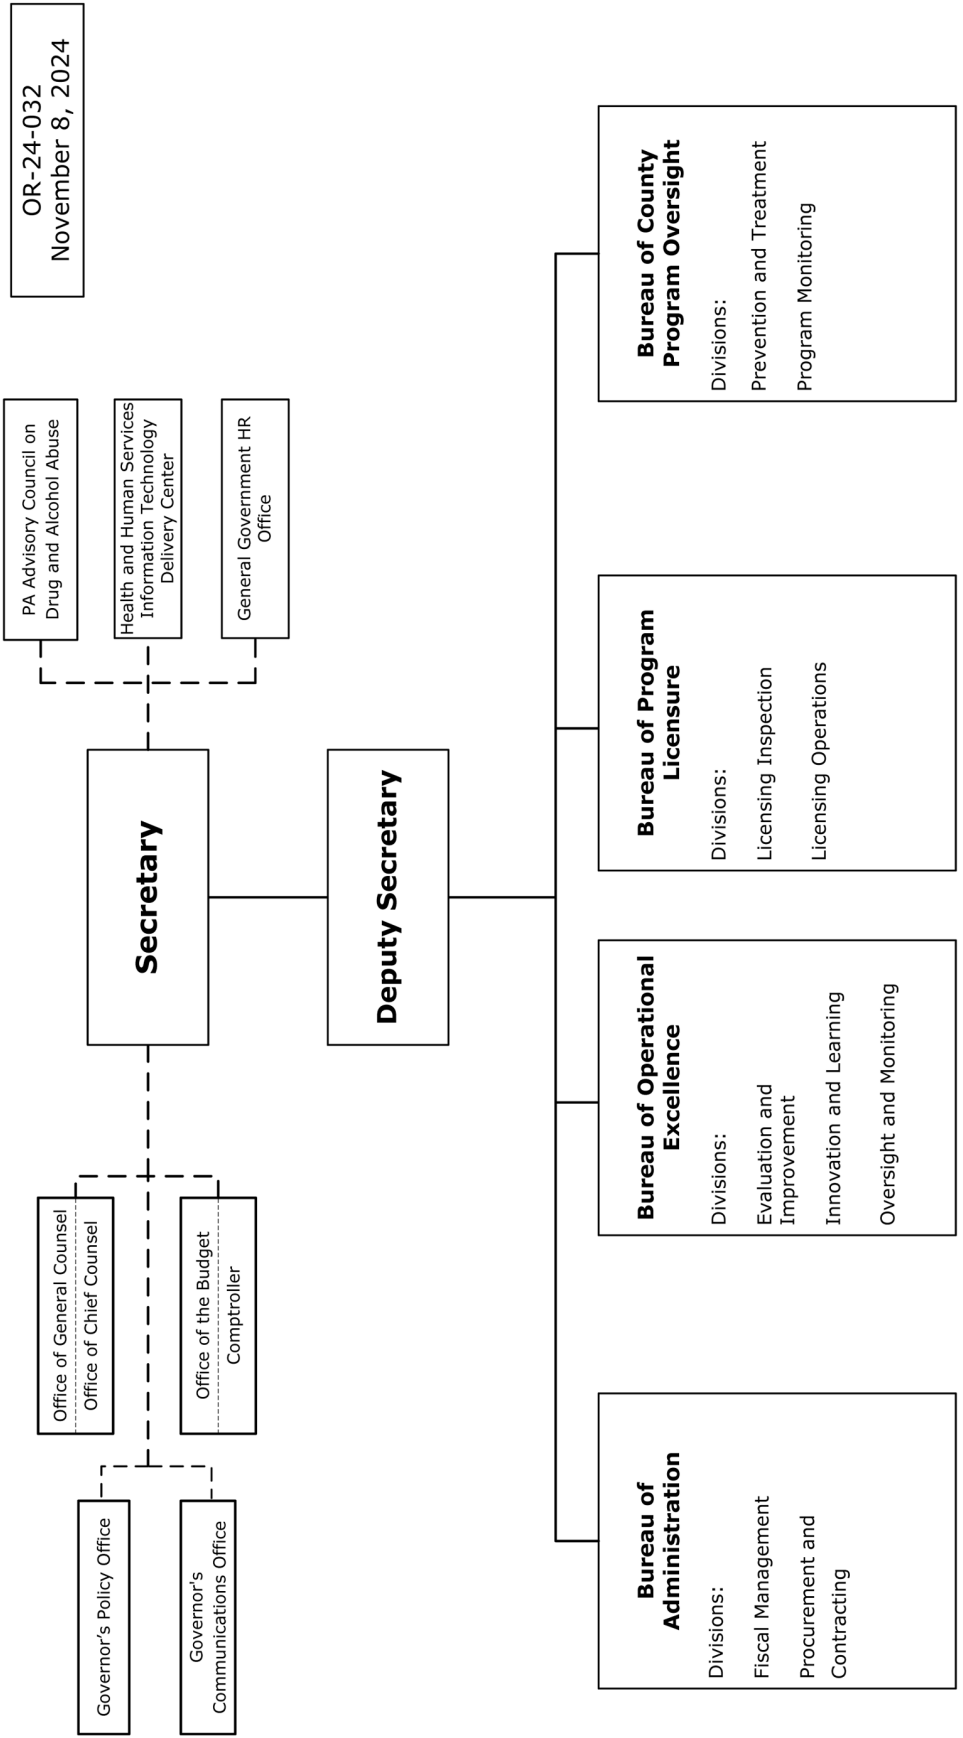 OR-24-032
November 8, 2024
Governor’s Policy Office
Governor's
Communications Office
Office of General Counsel
Office of Chief Counsel
Office of the Budget
Comptroller
Secretary
PA Advisory Council on
Drug and Alcohol Abuse
Health and Human Services
Information Technology
Delivery Center
General Government HR
Office
Deputy Secretary
Bureau of
Administration
Divisions:
Fiscal Management
Procurement and
Contracting
Bureau of Operational
Excellence
Divisions:
Evaluation and
Improvement
Innovation and Learning
Oversight and Monitoring
Bureau of Program
Licensure
Divisions:
Licensing Inspection
Licensing Operations
Bureau of County
Program Oversight
Divisions:
Prevention and Treatment
Program Monitoring